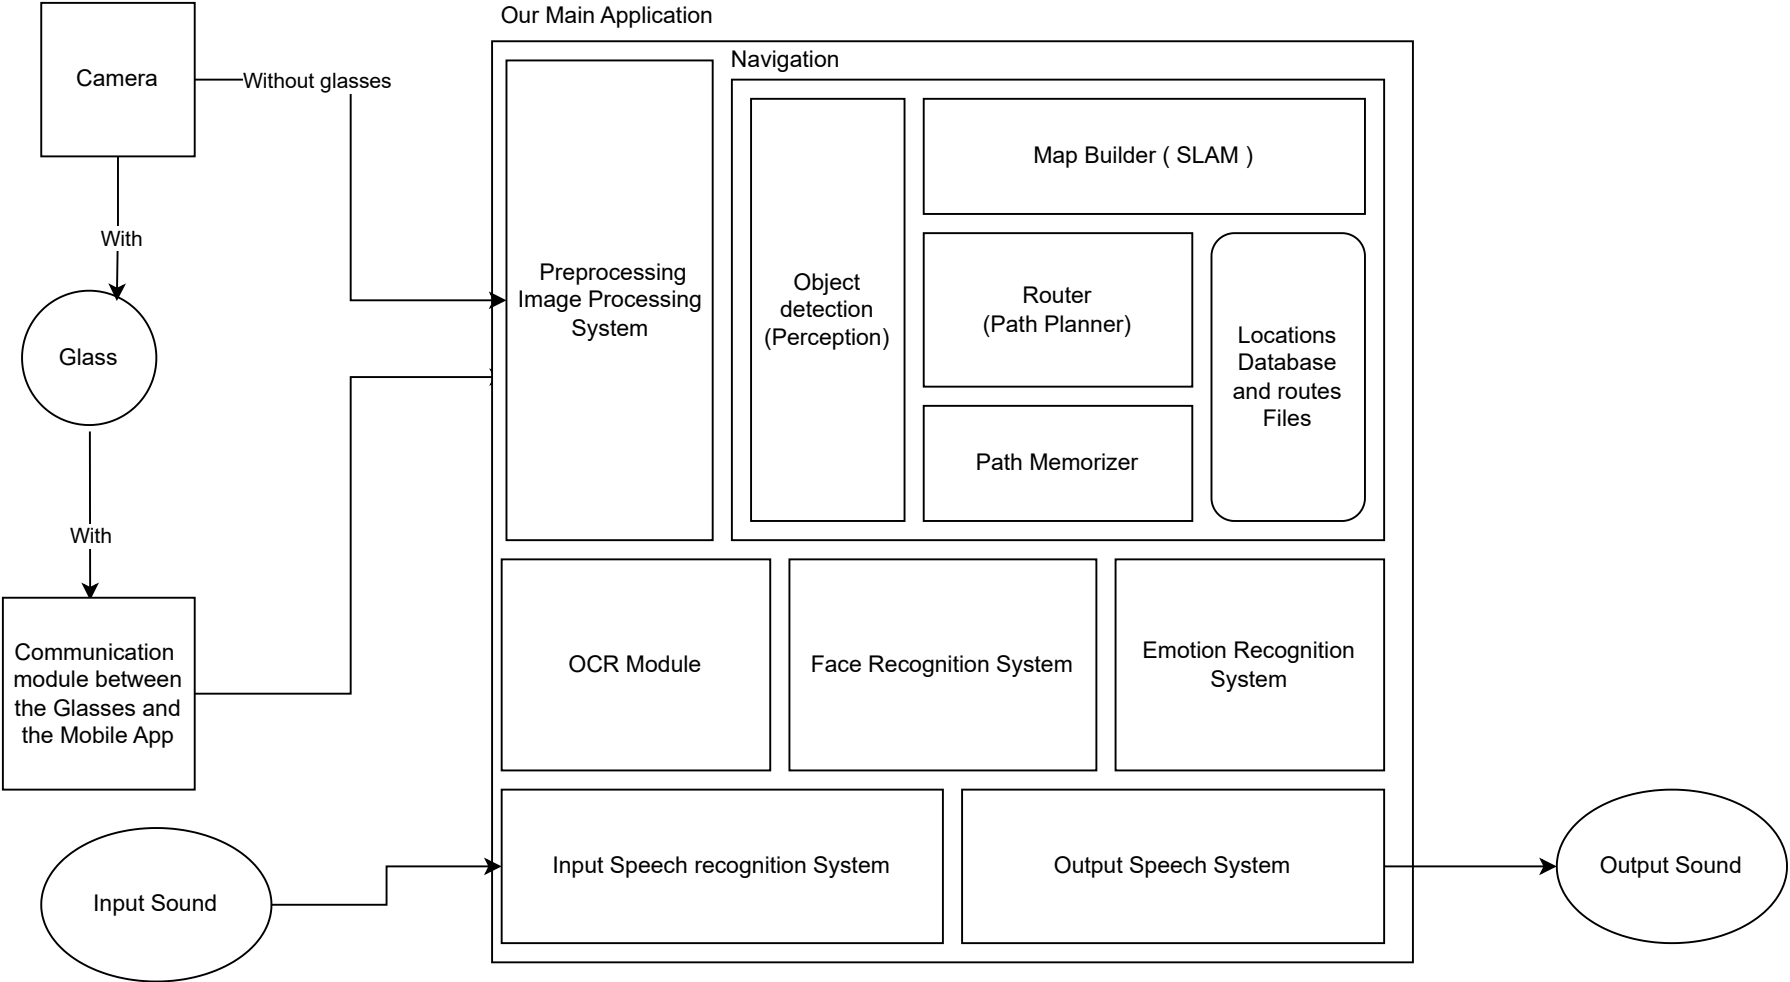 Our Main Application
Camera
Without glasses
Navigation
Map Builder ( SLAM )
With
Preprocessing
Image Processing
System
Object
detection
(Perception)
Router
(Path Planner)
Locations
Database
and routes
Files
Glass
Path Memorizer
With
Communication
module between
the Glasses and
the Mobile App
OCR Module
Face Recognition System
Emotion Recognition
System
Input Sound
Input Speech recognition System
Output Speech System
Output Sound